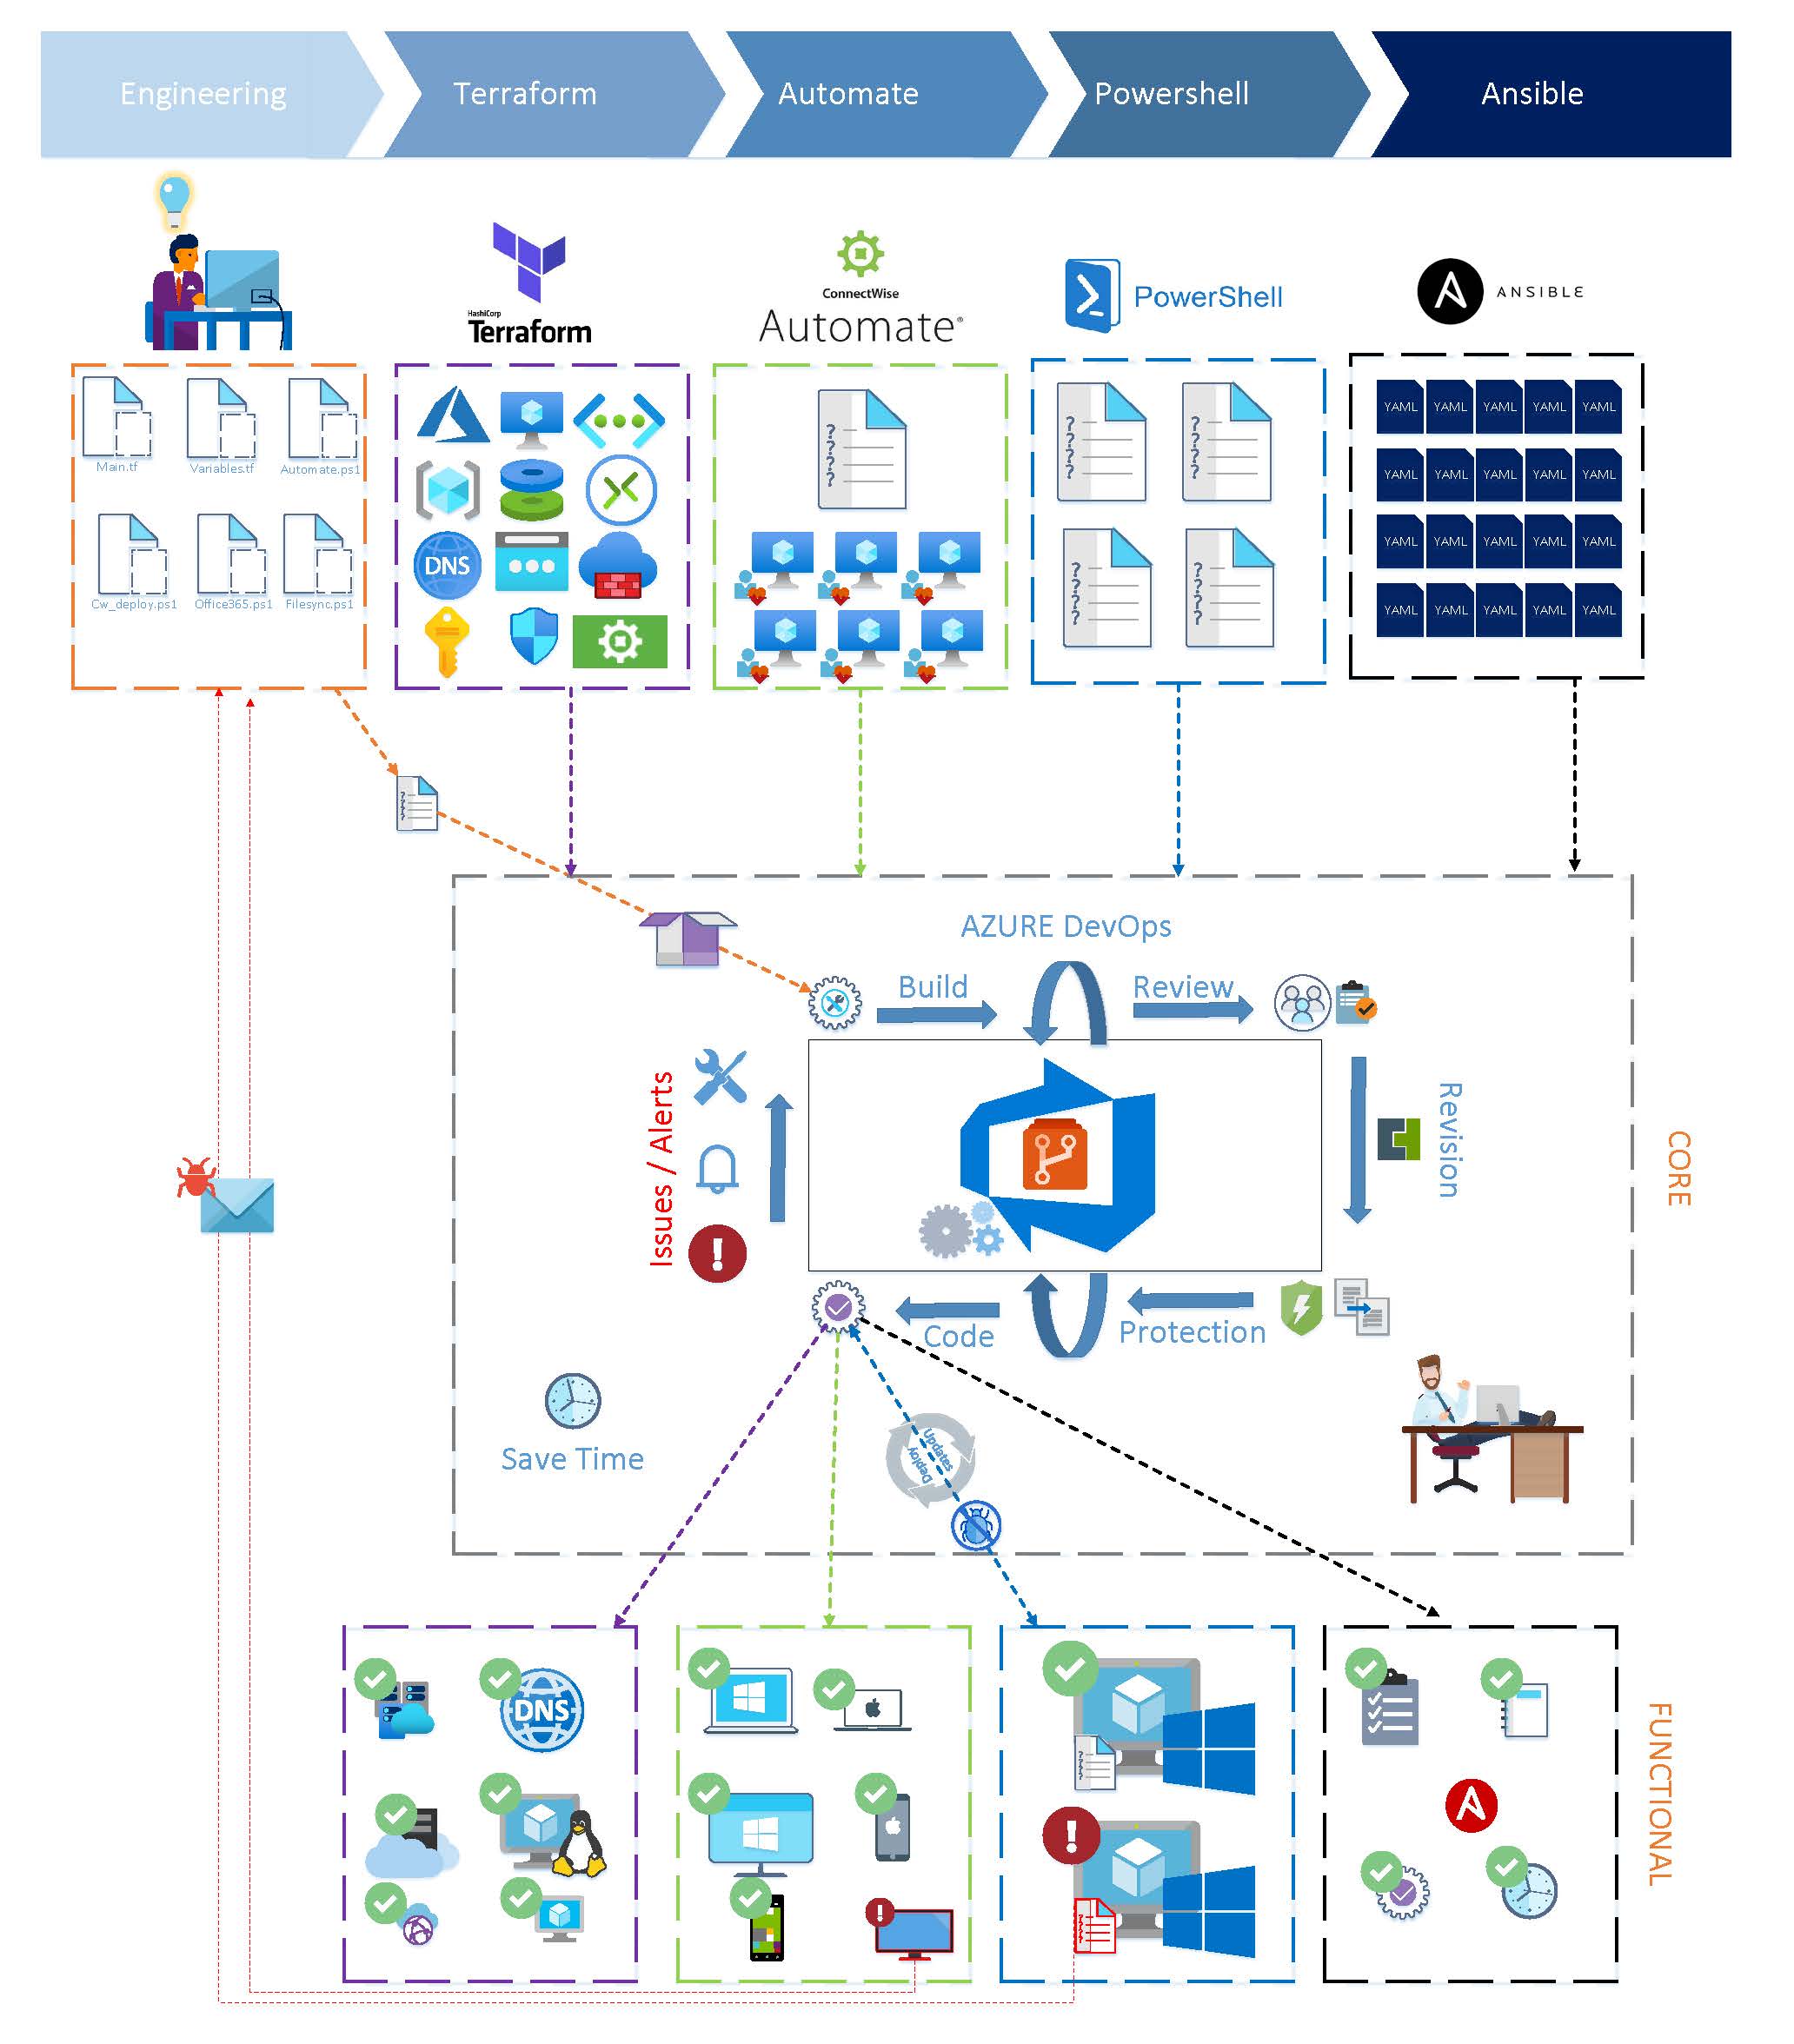 Engineering
Terraform
Automate
Powershell
Ansible
HashiCorp
Terraform
ConnectWise
Automate®
PowerShell
ANSIBLE
Main.tf
Variables.tf
Automate.ps1
Cw_deploy.ps1
Office365.ps1
Filesync.ps1
DNS
YAML YAML YAML YAML YAML
YAML YAML YAML YAML YAML
YAML YAML YAML YAML YAML
YAML YAML YAML YAML YAML
AZURE DevOps
Build
Review
Issues / Alerts
Revision
CORE
Code
Protection
Save Time
Updates
Deploy
DNS
FUNCTIONAL